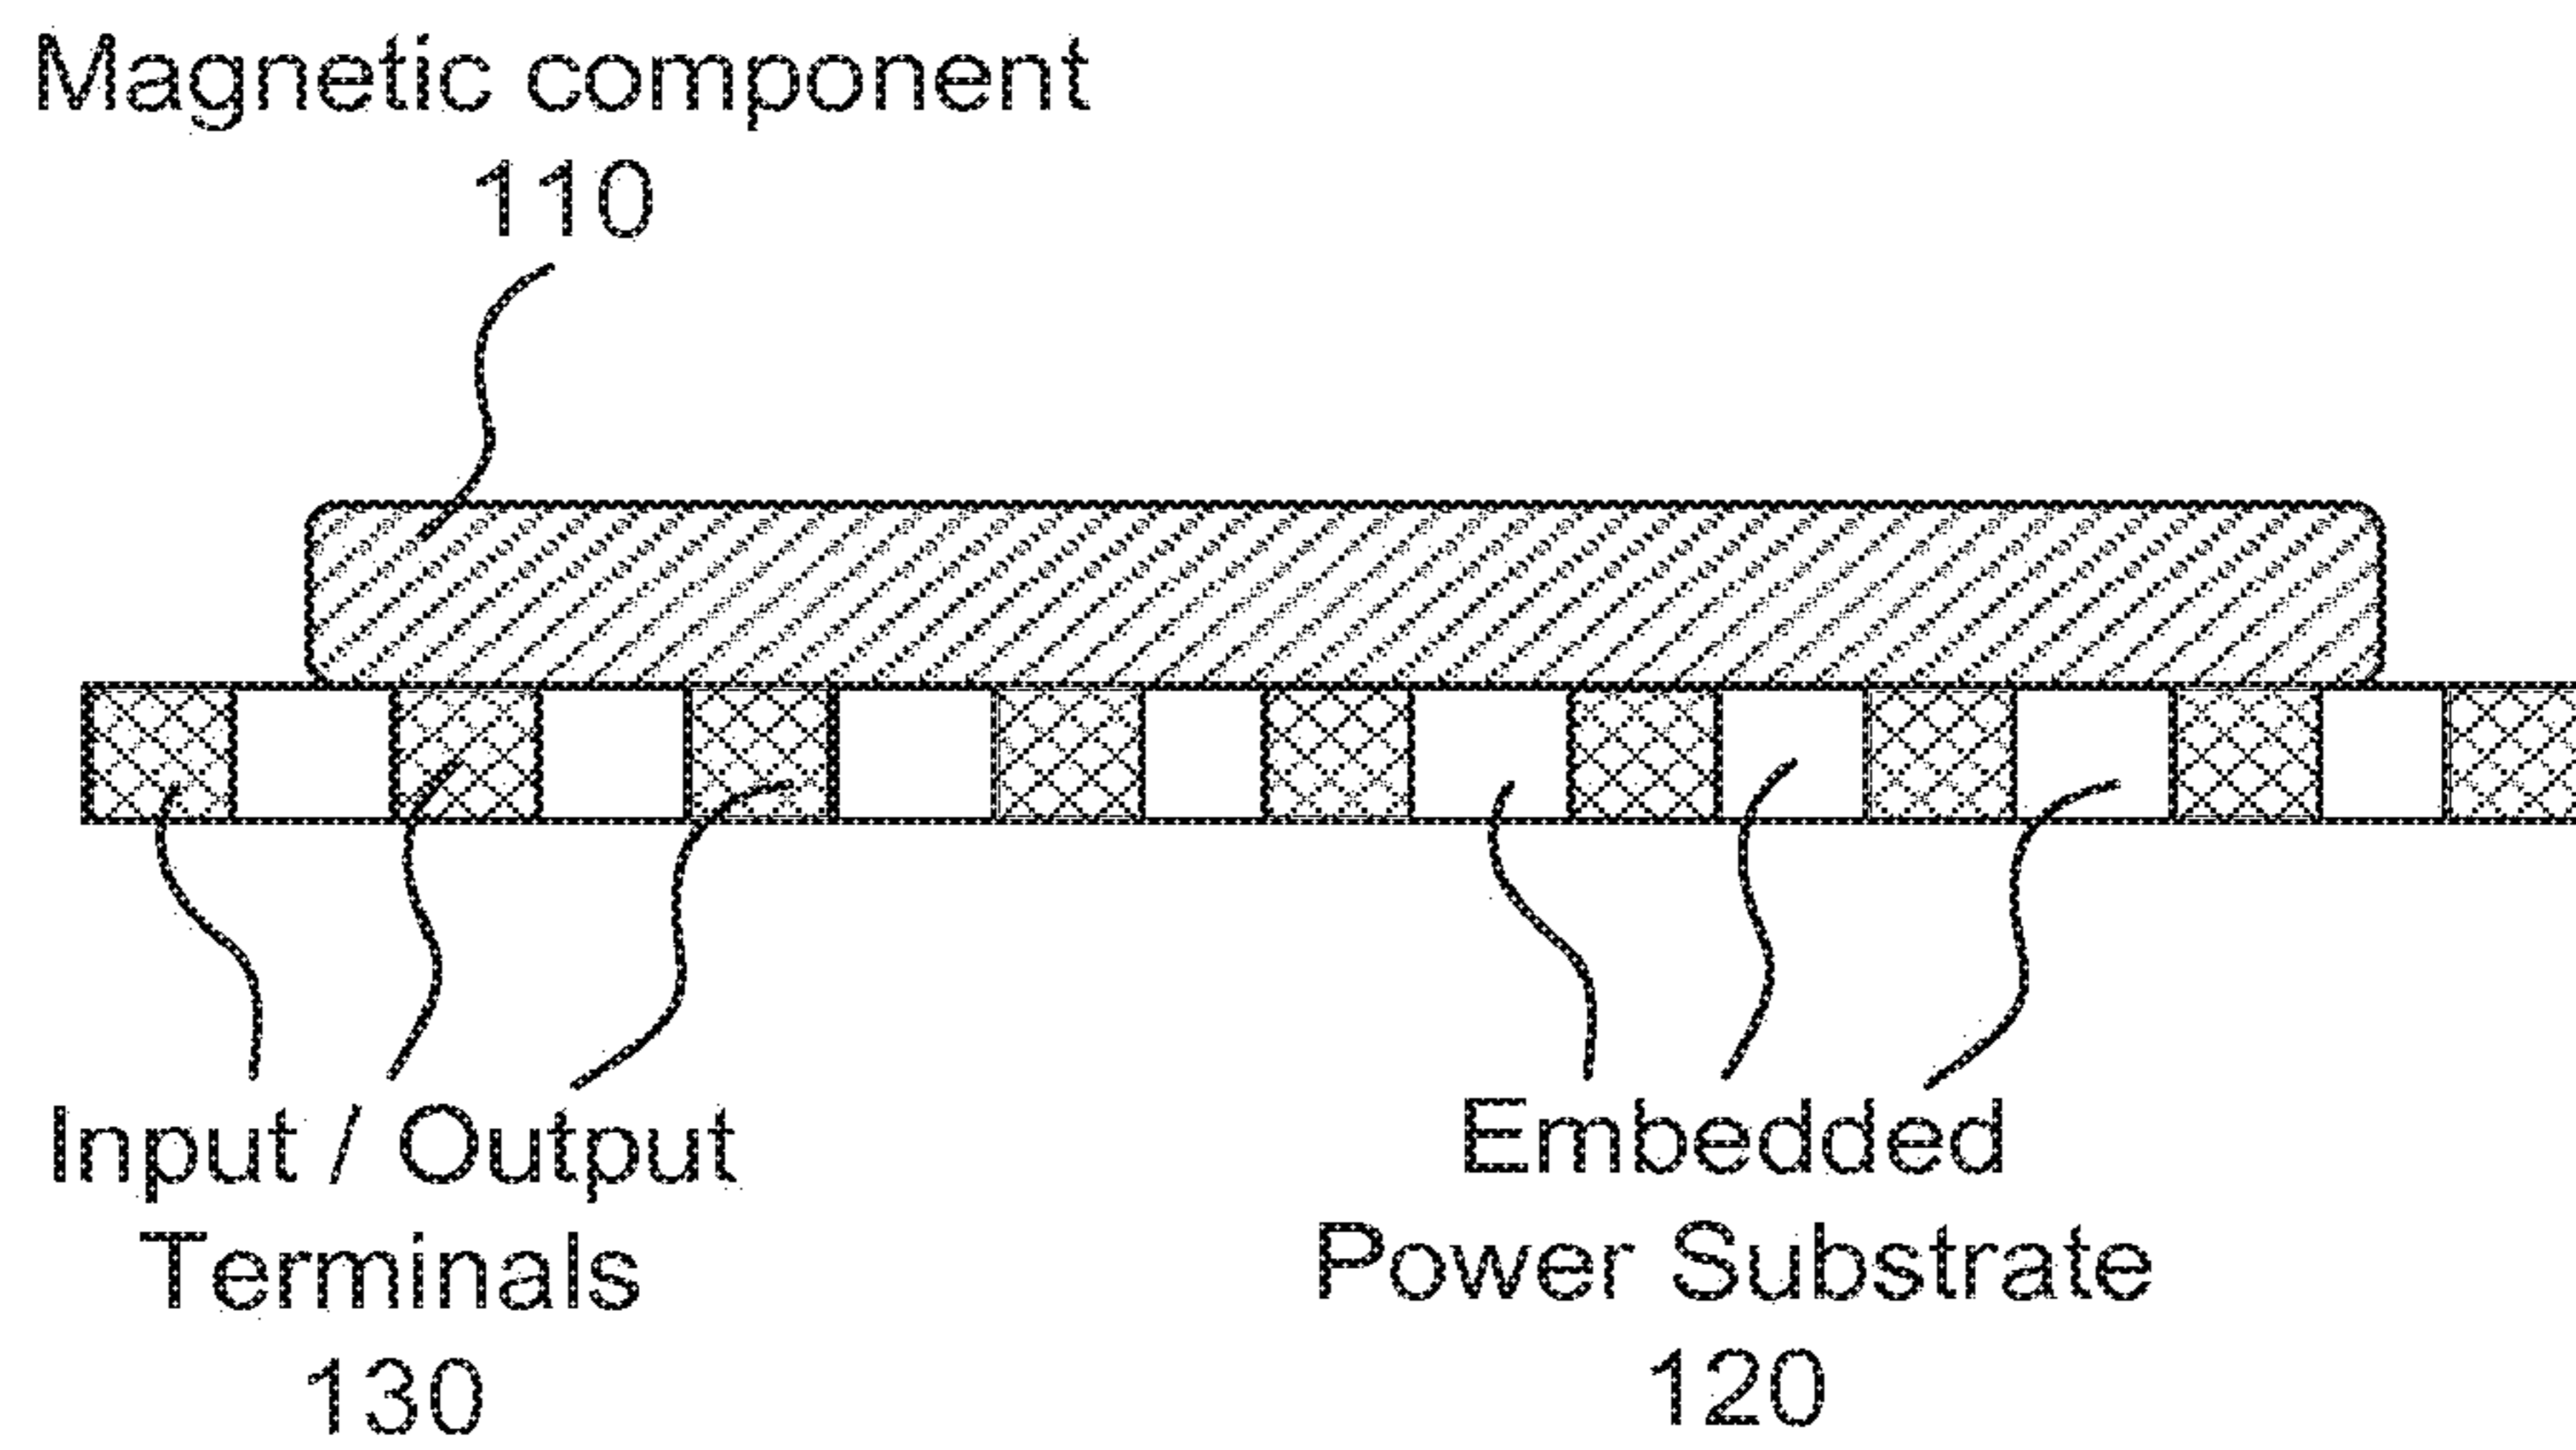 Magnetic component
110
Input / Output
Terminals
130
Embedded
Power Substrate
120